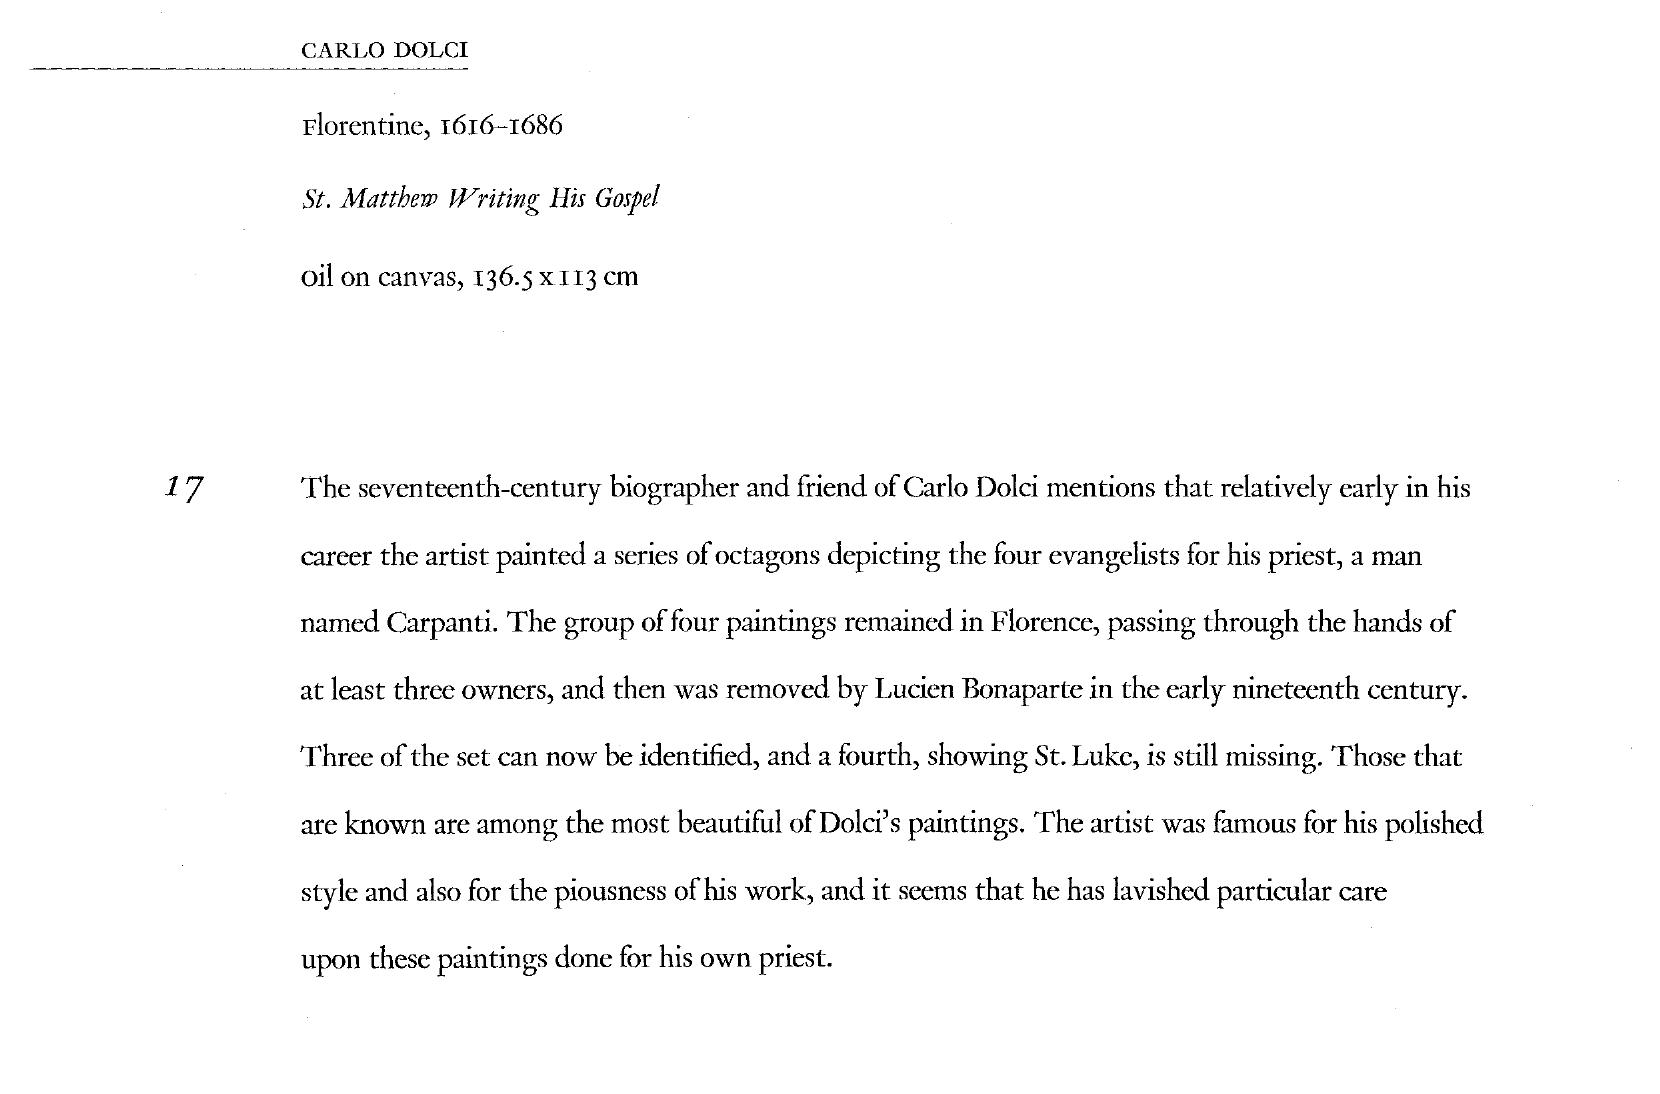 CARLO DOLCI
Florentine, 1616–1686
St. Matthew Writing His Gospel
Oil on canvas, 136.5 x 113 cm
17 The seventeenth-century biographer and friend of Carlo Dolci mentions that relatively early in his
career the artist painted a series of octagons depicting the four evangelists for his priest, a man
named Carpanti. The group of four paintings remained in Florence, passing through the hands of
at least three owners, and then was removed by Lucien Bonaparte in the early nineteenth century.
Three of the set can now be identified, and a fourth, showing St. Luke, is still missing. Those that
are known are among the most beautiful of Dolci's paintings. The artist was famous for his polished
style and also for the piousness of his work, and it seems that he has lavished particular care
upon these paintings done for his own priest.